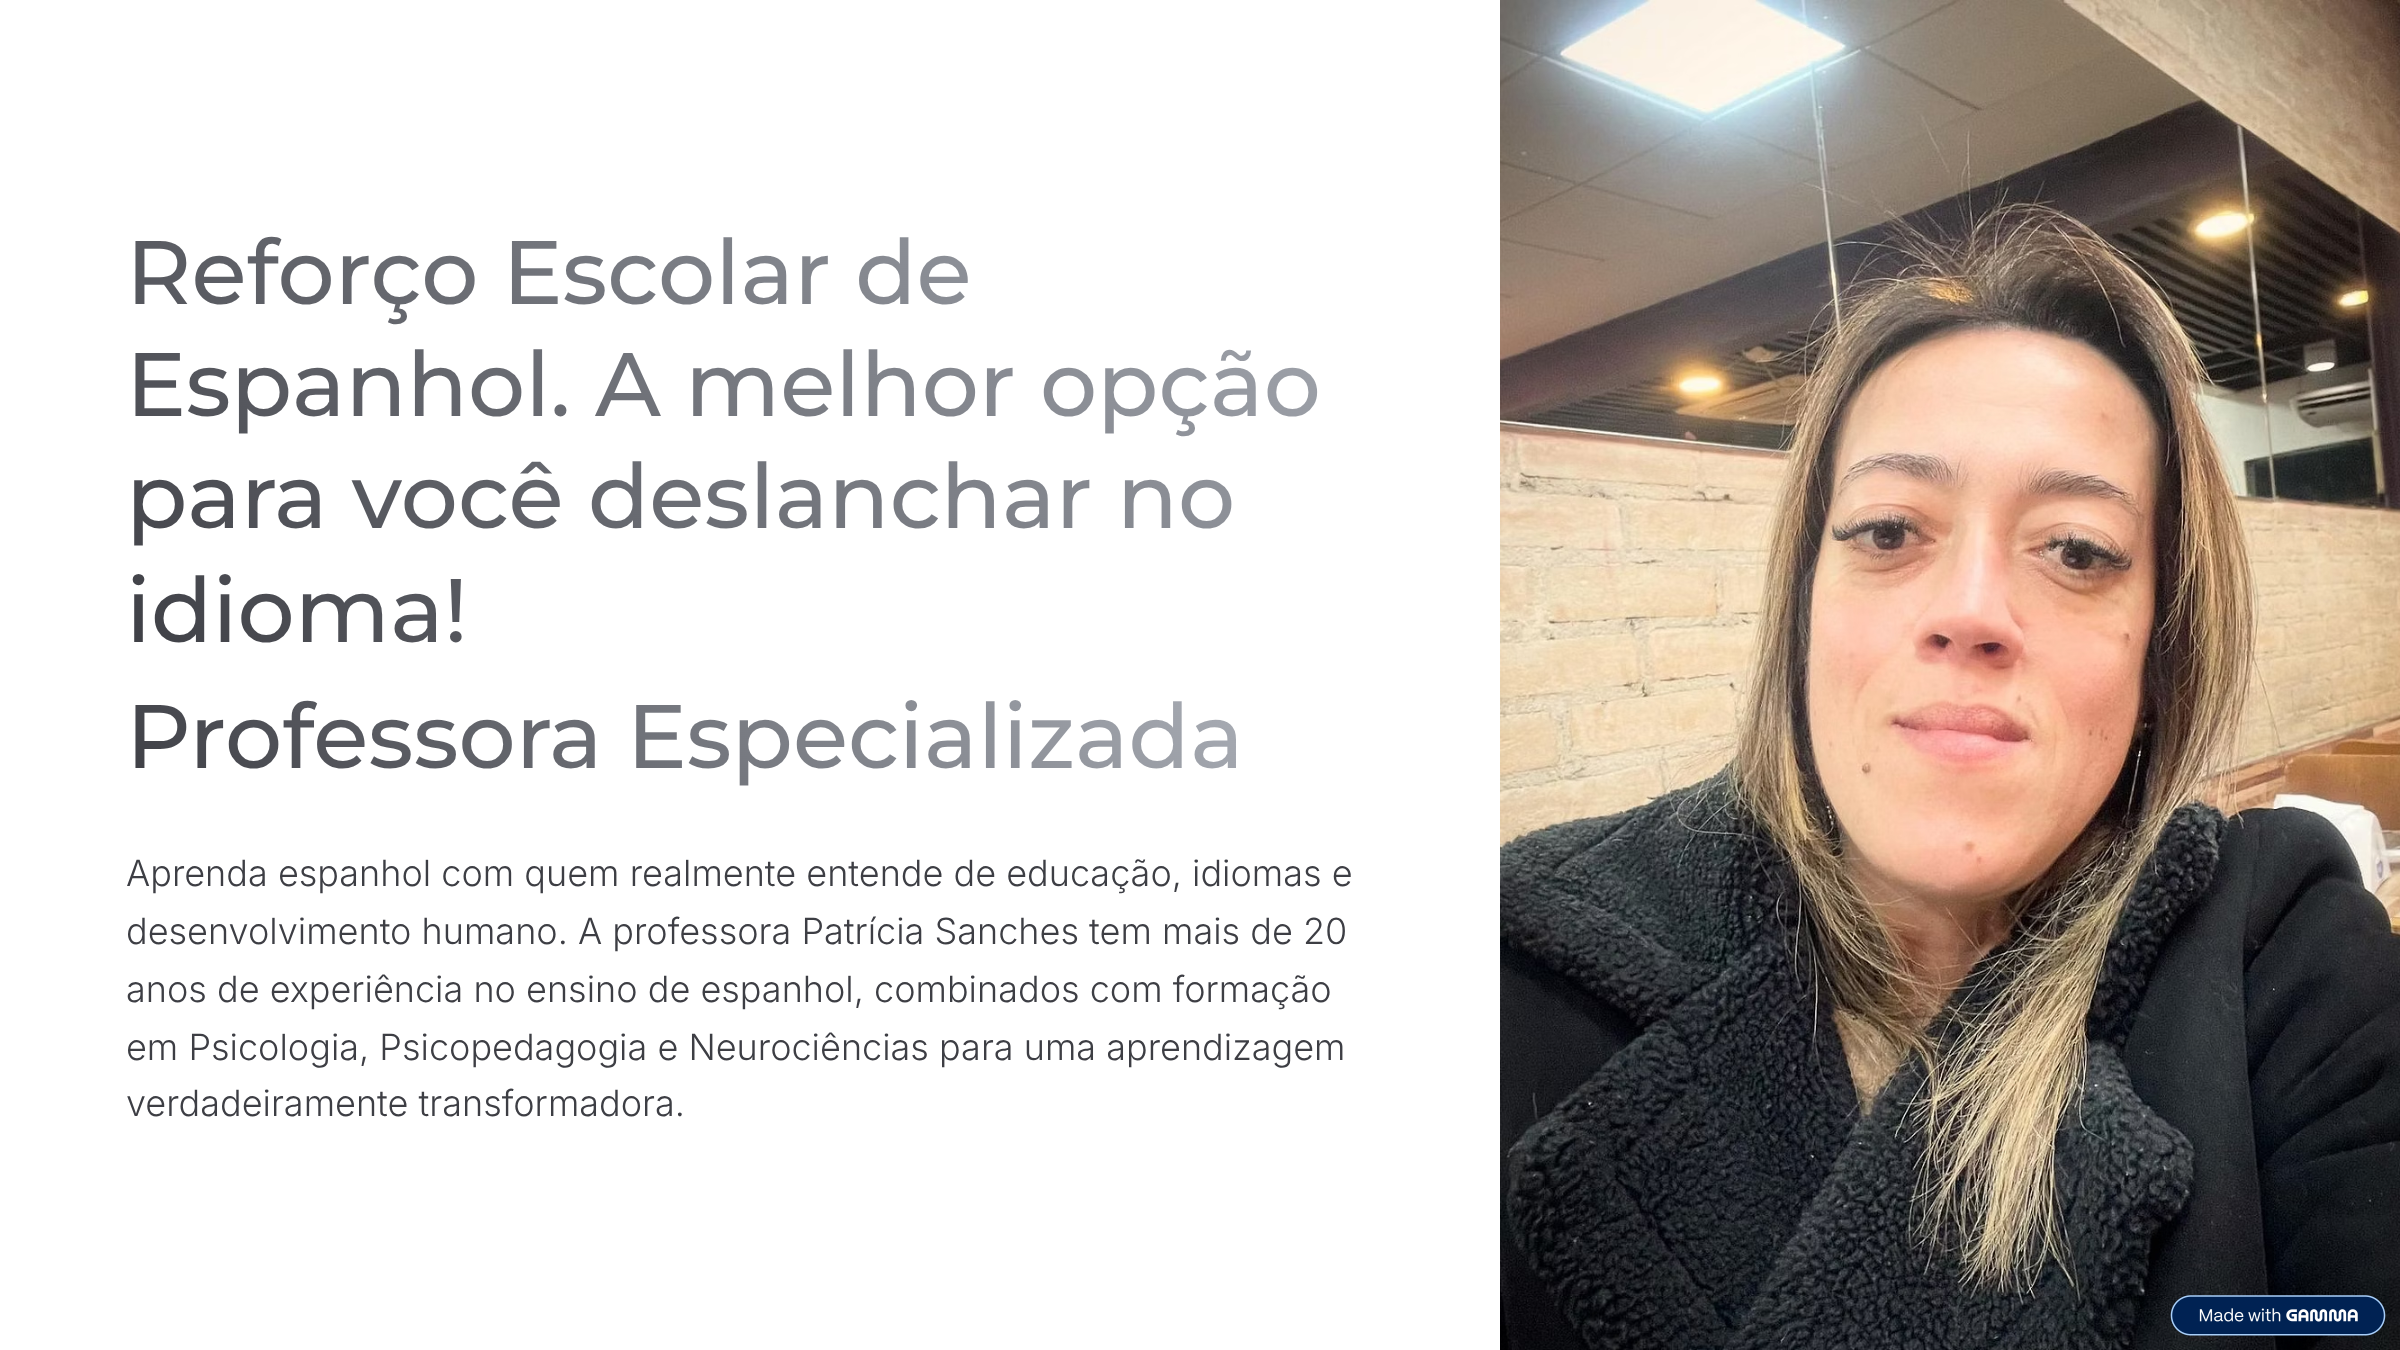 Reforço Escolar de
Espanhol. A melhor opção
para você deslanchar no
idioma!
Professora Especializada
Aprenda espanhol com quem realmente entende de educação, idiomas e
desenvolvimento humano. A professora Patrícia Sanches tem mais de 20
anos de experiência no ensino de espanhol, combinados com formação
em Psicologia, Psicopedagogia e Neurociências para uma aprendizagem
verdadeiramente transformadora.
Made with GAMMA